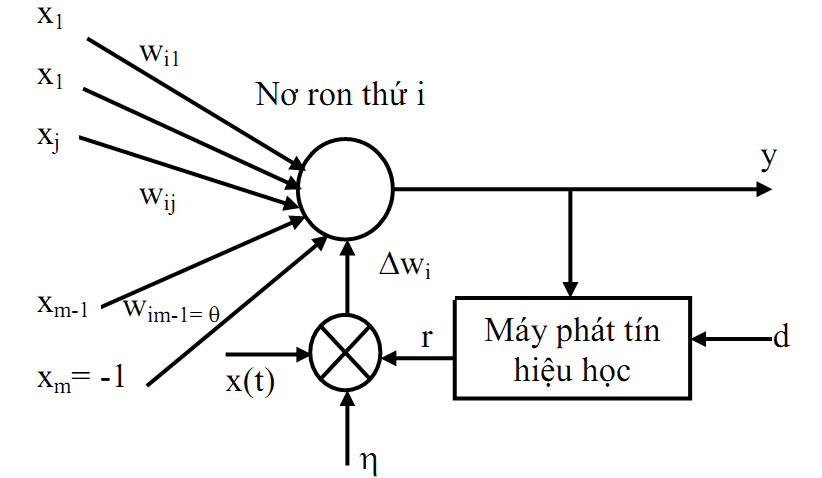 x1
wi1
x1
Nơ ron thứ i
xj
y
wij
Δwi
xm-1
wim-1= θ
r
Máy phát tín
hiệu học
d
xm= -1
x(t)
η